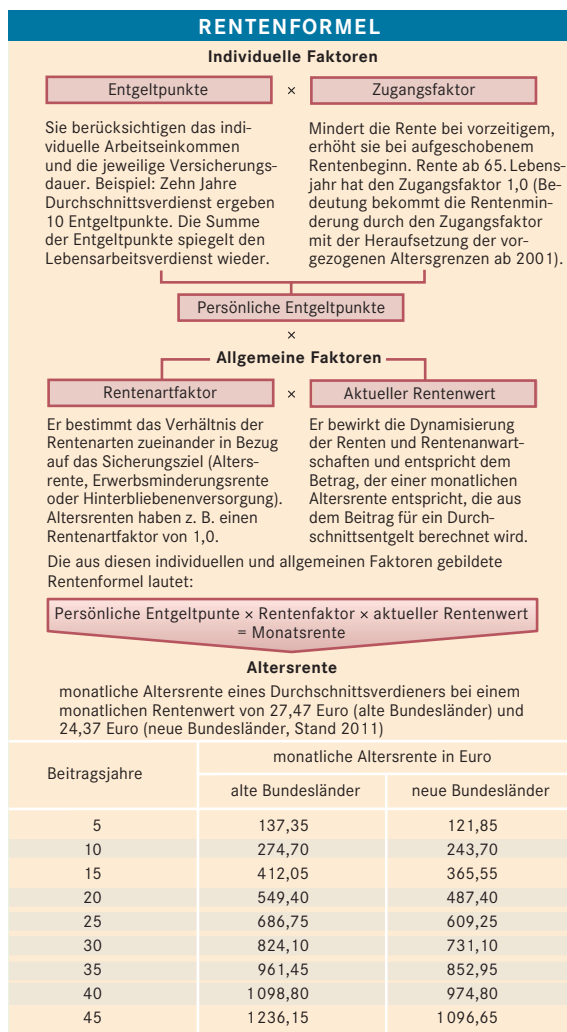 RENTENFORMEL
Individuelle Faktoren
Entgeltpunkte × Zugangsfaktor
Sie berücksichtigen das indi-
viduelle Arbeitseinkommen
und die jeweilige Versicherungs-
dauer. Beispiel: Zehn Jahre
Durchschnittsverdienst ergeben
10 Entgeltpunkte. Die Summe
der Entgeltpunkte spiegelt den
Lebensarbeitsverdienst wieder.
Mindert die Rente bei vorzeitigem,
erhöht sie bei aufgeschobenem
Rentenbeginn. Rente ab 65. Lebens-
jahr hat den Zugangsfaktor 1,0 (Be-
deutung bekommt die Rentenmin-
derung durch den Zugangsfaktor
mit der Heraufsetzung der vor-
gezogenen Altersgrenzen ab 2001).
Persönliche Entgeltpunkte
×
Allgemeine Faktoren
Rentenartfaktor × Aktueller Rentenwert
Er bestimmt das Verhältnis der
Rentenarten zueinander in Bezug
auf das Sicherungsziel (Alters-
rente, Erwerbsminderungsrente
oder Hinterbliebenenversorgung).
Altersrenten haben z. B. einen
Rentenartfaktor von 1,0.
Er bewirkt die Dynamisierung
der Renten und Rentenanwart-
schaften und entspricht dem
Betrag, der einer monatlichen
Altersrente entspricht, die aus
dem Beitrag für ein Durch-
schnittsentgelt berechnet wird.
Die aus diesen individuellen und allgemeinen Faktoren gebildete
Rentenformel lautet:
Persönliche Entgeltpunte × Rentenfaktor × aktueller Rentenwert
= Monatsrente
Altersrente
monatliche Altersrente eines Durchschnittsverdieners bei einem
monatlichen Rentenwert von 27,47 Euro (alte Bundesländer) und
24,37 Euro (neue Bundesländer, Stand 2011)
Beitragsjahre
monatliche Altersrente in Euro
alte Bundesländer neue Bundesländer
5 137,35 121,85
10 274,70 243,70
15 412,05 365,55
20 549,40 487,40
25 686,75 609,25
30 824,10 731,10
35 961,45 852,95
40 1098,80 974,80
45 1236,15 1096,65